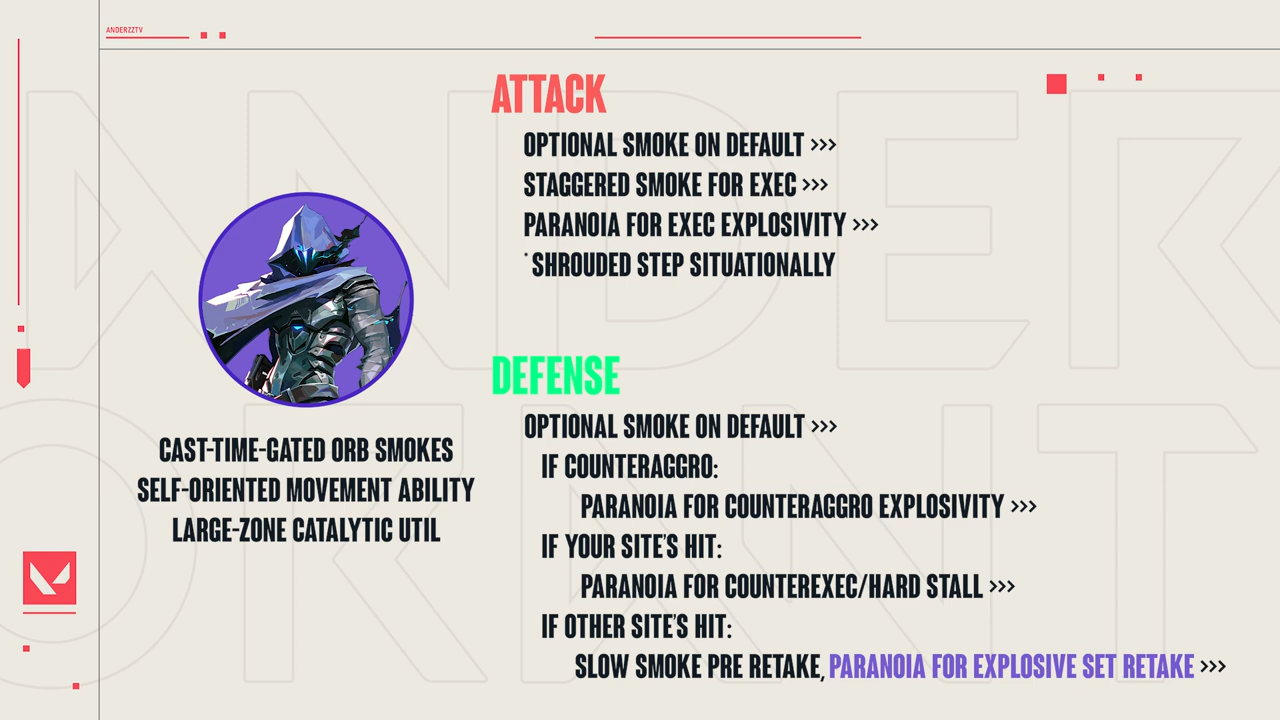 ANDERZZTV
ATTACK
OPTIONAL SMOKE ON DEFAULT >>>
STAGGERED SMOKE FOR EXEC >>>
PARANOIA FOR EXEC EXPLOSIVITY >>>
*SHROUDED STEP SITUATIONALLY
CAST-TIME-GATED ORB SMOKES
SELF-ORIENTED MOVEMENT ABILITY
LARGE-ZONE CATALYTIC UTIL
DEFENSE
OPTIONAL SMOKE ON DEFAULT >>>
IF COUNTERAGGRO:
PARANOIA FOR COUNTERAGGRO EXPLOSIVITY >>>
IF YOUR SITE'S HIT:
PARANOIA FOR COUNTEREXEC/HARD STALL >>>
IF OTHER SITE'S HIT:
SLOW SMOKE PRE RETAKE, PARANOIA FOR EXPLOSIVE SET RETAKE >>>